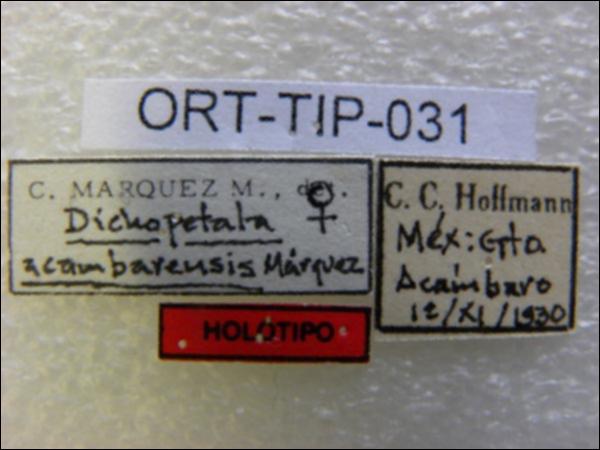 ORT-TIP-031
C. MARQUEZ M., det.
Dichopetala ♀
acambarensis Márquez
C. C. Hoffmann
Méx: Gto
Acámbaro
12/XI/1930
HOLOTIPO